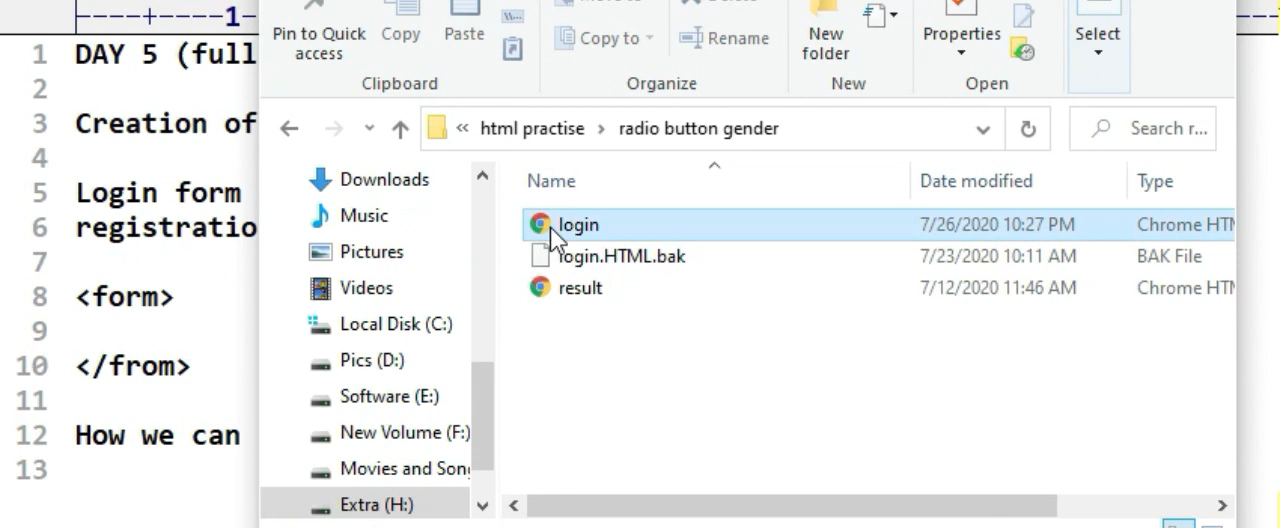 1
1 DAY 5 (full
2
3 Creation of
4
5 Login form
6 registratio
7
8 <form>
9
10 </from>
11
12 How we can
13
Pin to Quick access
Copy
Paste
Clipboard
Copy to
Rename
Organize
New folder
New
Properties
Open
Select
« html practise › radio button gender
Search r...
Downloads
Music
Pictures
Videos
Local Disk (C:)
Pics (D:)
Software (E:)
New Volume (F:)
Movies and Song
Extra (H:)
Name Date modified Type
login 7/26/2020 10:27 PM Chrome HTM
login.HTML.bak 7/23/2020 10:11 AM BAK File
result 7/12/2020 11:46 AM Chrome HTM